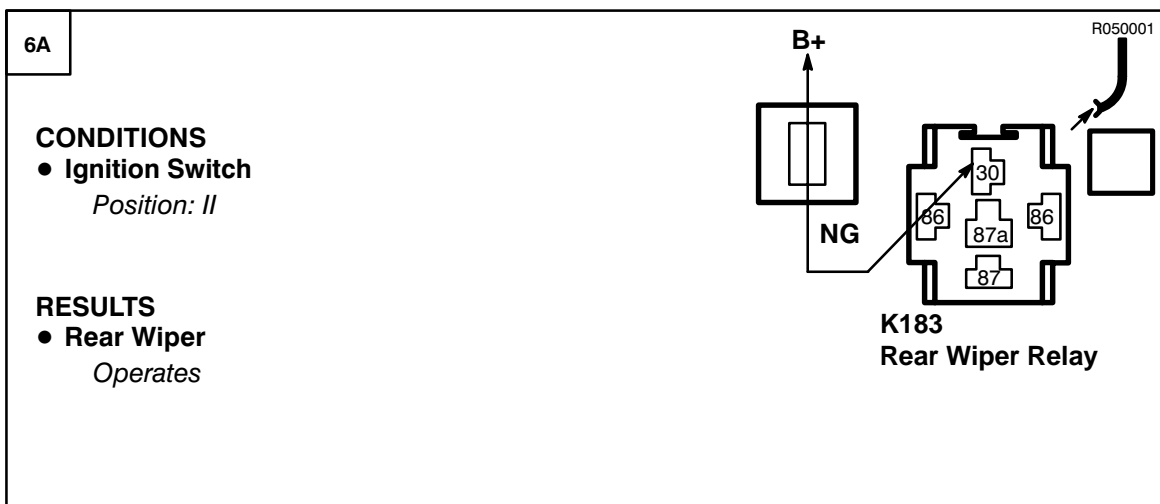 6A
CONDITIONS
● Ignition Switch
Position: II
RESULTS
● Rear Wiper
Operates
B+
R050001
NG
30
86
87a
86
87
K183
Rear Wiper Relay